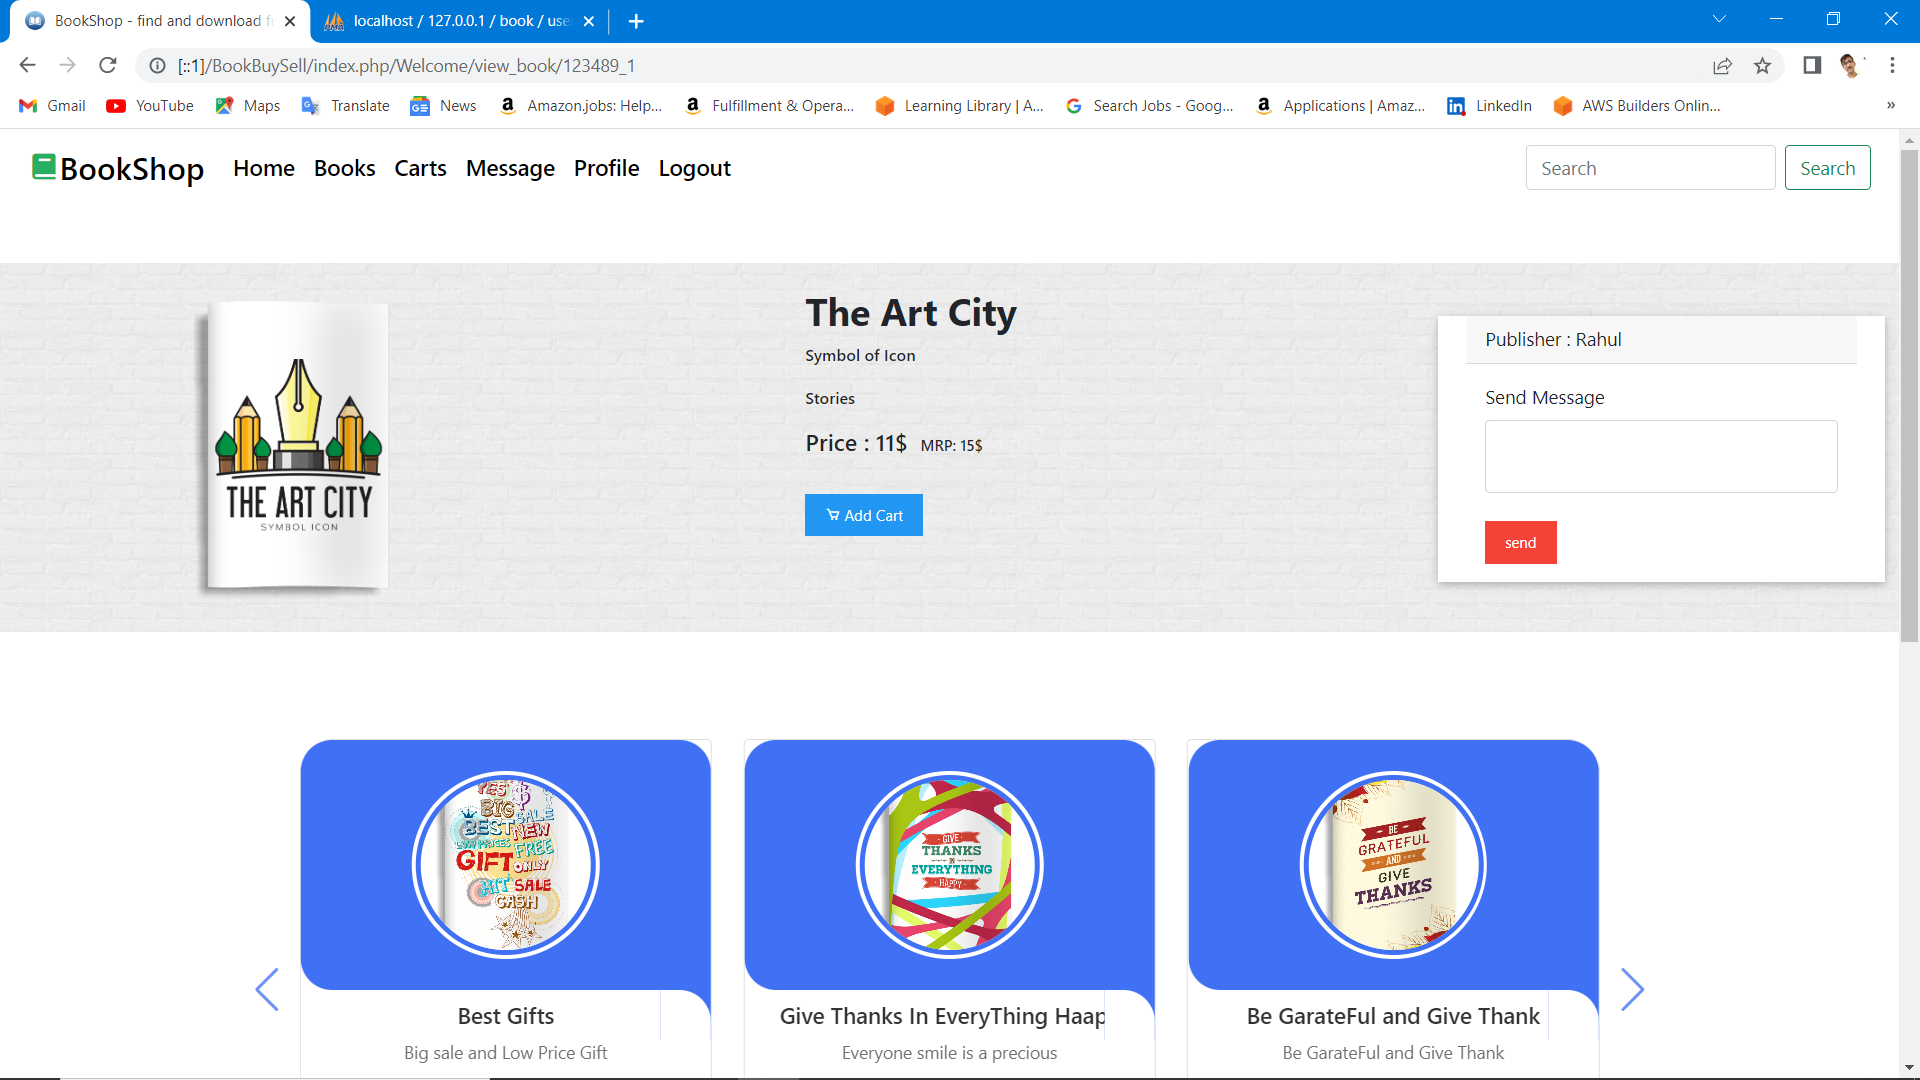 BookShop - find and download f
localhost / 127.0.0.1 / book / use
[::1]/BookBuySell/index.php/Welcome/view_book/123489_1
Gmail YouTube Maps Translate News Amazon.jobs: Help... Fulfillment & Opera... Learning Library | A... Search Jobs - Goog... Applications | Amaz... LinkedIn AWS Builders Onlin... »
BookShop Home Books Carts Message Profile Logout Search Search
The Art City
Symbol of Icon
Stories
Price : 11$ MRP: 15$
Add Cart
THE ART CITY
SYMBOL ICON
Publisher : Rahul
Send Message
send
YES $
BIG SALE
BEST NEW
LOW PRICES FREE
GIFT ONLY
HIT SALE
CASH
GIVE
THANKS
IN
EVERYTHING
HAPPY
BE
GRATEFUL
AND
GIVE
THANKS
Best Gifts
Big sale and Low Price Gift
Give Thanks In EveryThing Haap
Everyone smile is a precious
Be GarateFul and Give Thank
Be GarateFul and Give Thank